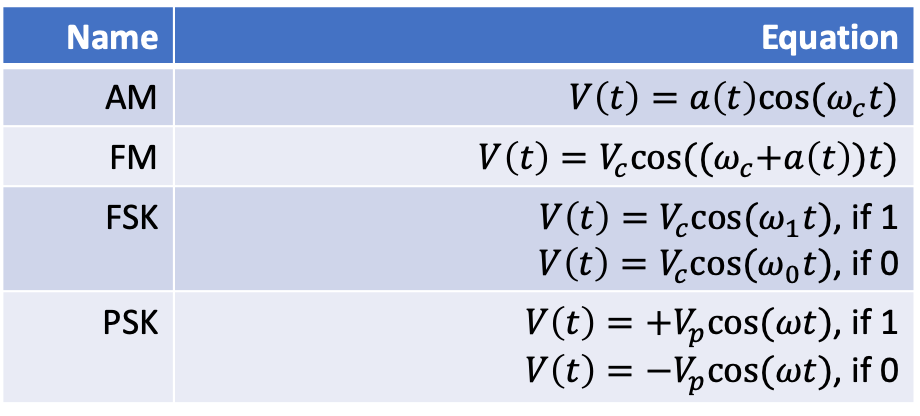 Name Equation
AM V(t) = a(t)cos(ω_c t)
FM V(t) = V_c cos((ω_c+a(t))t)
FSK V(t) = V_c cos(ω_1 t), if 1
V(t) = V_c cos(ω_0 t), if 0
PSK V(t) = +V_p cos(ωt), if 1
V(t) = −V_p cos(ωt), if 0